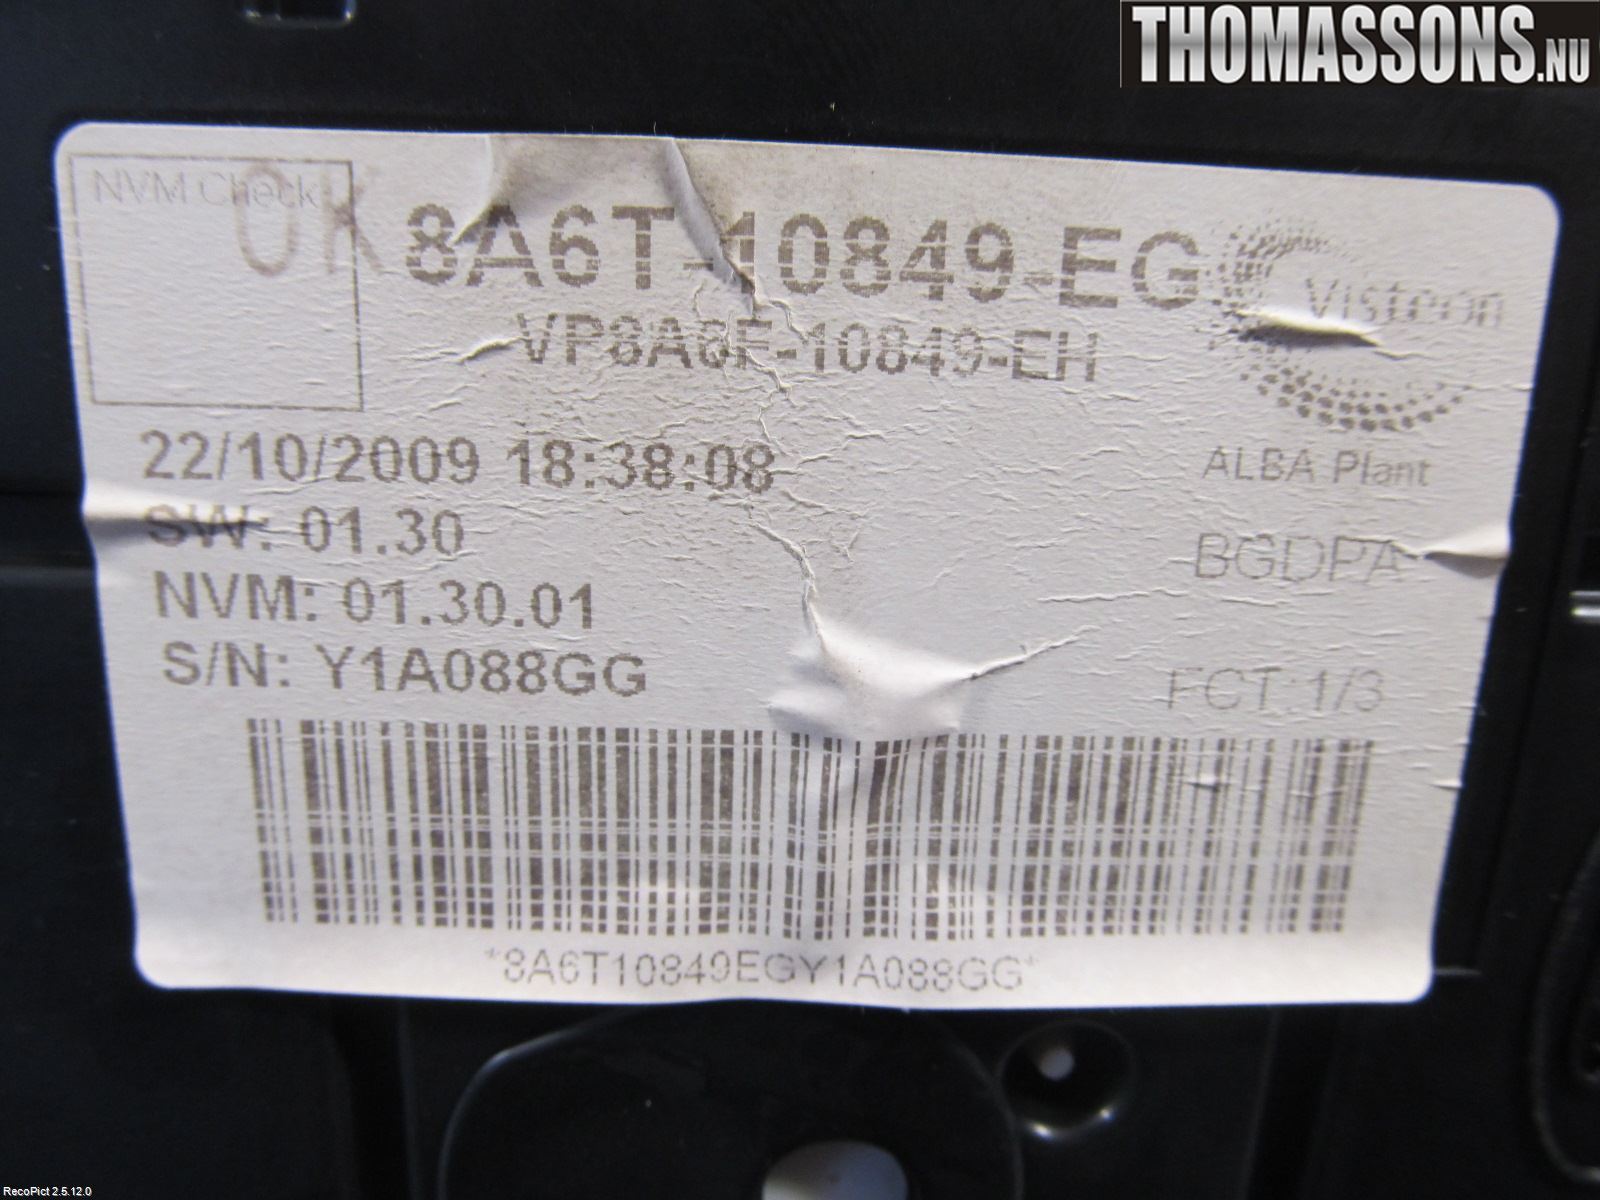 THOMASSONS.NU
NVM Check
OK
8A6T-10849-EG
Visteon
VP8A6F-10849-EH
22/10/2009 18:38:08
ALBA Plant
SW: 01.30
BGDPA
NVM: 01.30.01
S/N: Y1A088GG
FCT:1/3
*8A6T10849EGY1A088GG*
RecoPict 2.5.12.0